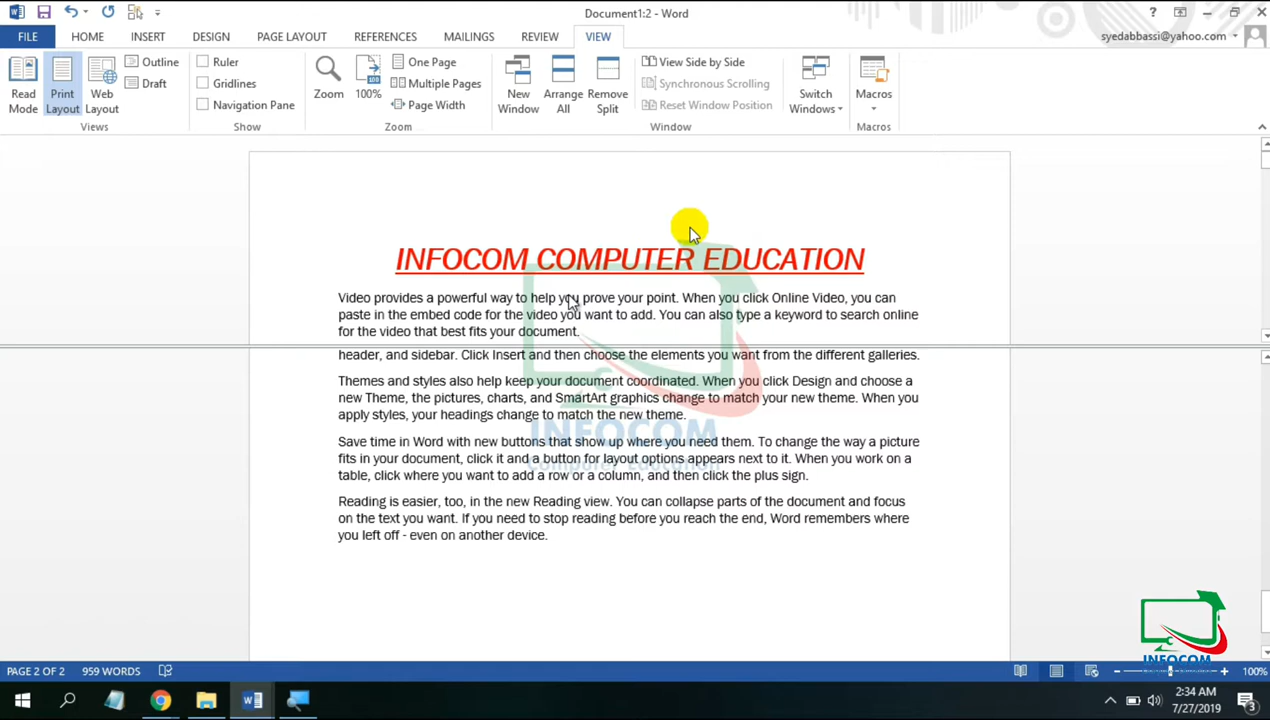 Document1:2 - Word
FILE HOME INSERT DESIGN PAGE LAYOUT REFERENCES MAILINGS REVIEW VIEW
syedabbassi@yahoo.com
Read Mode
Print Layout
Web Layout
Outline
Draft
Views
Ruler
Gridlines
Navigation Pane
Show
Zoom
100%
One Page
Multiple Pages
Page Width
Zoom
New Window
Arrange All
Remove Split
View Side by Side
Synchronous Scrolling
Reset Window Position
Window
Switch Windows
Macros
Macros
INFOCOM COMPUTER EDUCATION
Video provides a powerful way to help you prove your point. When you click Online Video, you can
paste in the embed code for the video you want to add. You can also type a keyword to search online
for the video that best fits your document.
header, and sidebar. Click Insert and then choose the elements you want from the different galleries.
Themes and styles also help keep your document coordinated. When you click Design and choose a
new Theme, the pictures, charts, and SmartArt graphics change to match your new theme. When you
apply styles, your headings change to match the new theme.
Save time in Word with new buttons that show up where you need them. To change the way a picture
fits in your document, click it and a button for layout options appears next to it. When you work on a
table, click where you want to add a row or a column, and then click the plus sign.
Reading is easier, too, in the new Reading view. You can collapse parts of the document and focus
on the text you want. If you need to stop reading before you reach the end, Word remembers where
you left off - even on another device.
INFOCOM
Computer Education
INFOCOM
PAGE 2 OF 2 959 WORDS
100%
2:34 AM
7/27/2019
3